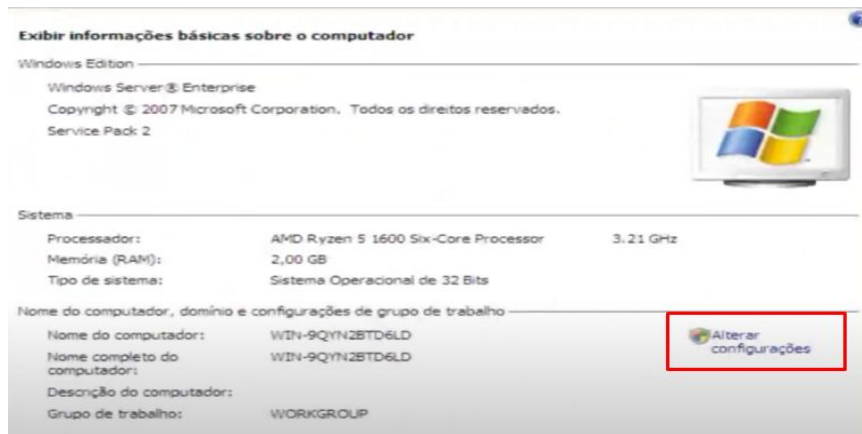 Exibir informações básicas sobre o computador
Windows Edition
Windows Server® Enterprise
Copyright © 2007 Microsoft Corporation. Todos os direitos reservados.
Service Pack 2
Sistema
Processador: AMD Ryzen 5 1600 Six-Core Processor 3.21 GHz
Memória (RAM): 2,00 GB
Tipo de sistema: Sistema Operacional de 32 Bits
Nome do computador, domínio e configurações de grupo de trabalho
Nome do computador: WIN-9QYN2BTD6LD
Alterar
configurações
Nome completo do
computador: WIN-9QYN2BTD6LD
Descrição do computador:
Grupo de trabalho: WORKGROUP